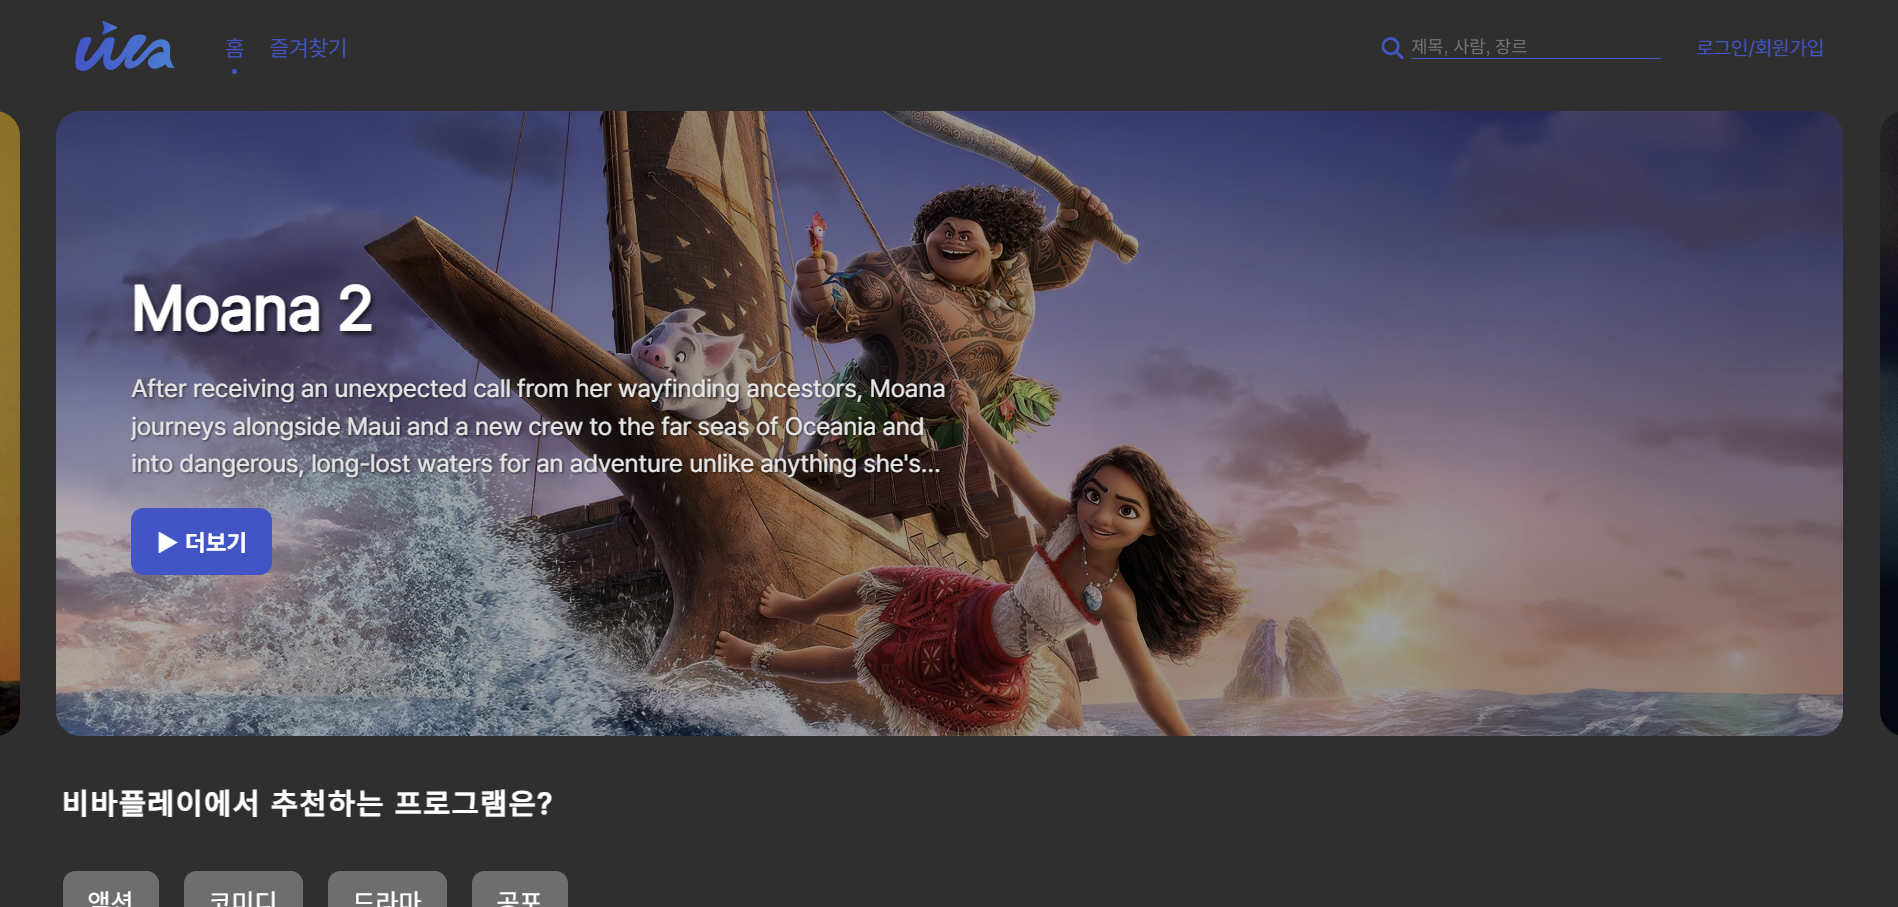 홈 즐겨찾기 제목, 사람, 장르 로그인/회원가입
Moana 2
After receiving an unexpected call from her wayfinding ancestors, Moana
journeys alongside Maui and a new crew to the far seas of Oceania and
into dangerous, long-lost waters for an adventure unlike anything she's...
▶ 더보기
비바플레이에서 추천하는 프로그램은?
액션 코미디 드라마 공포